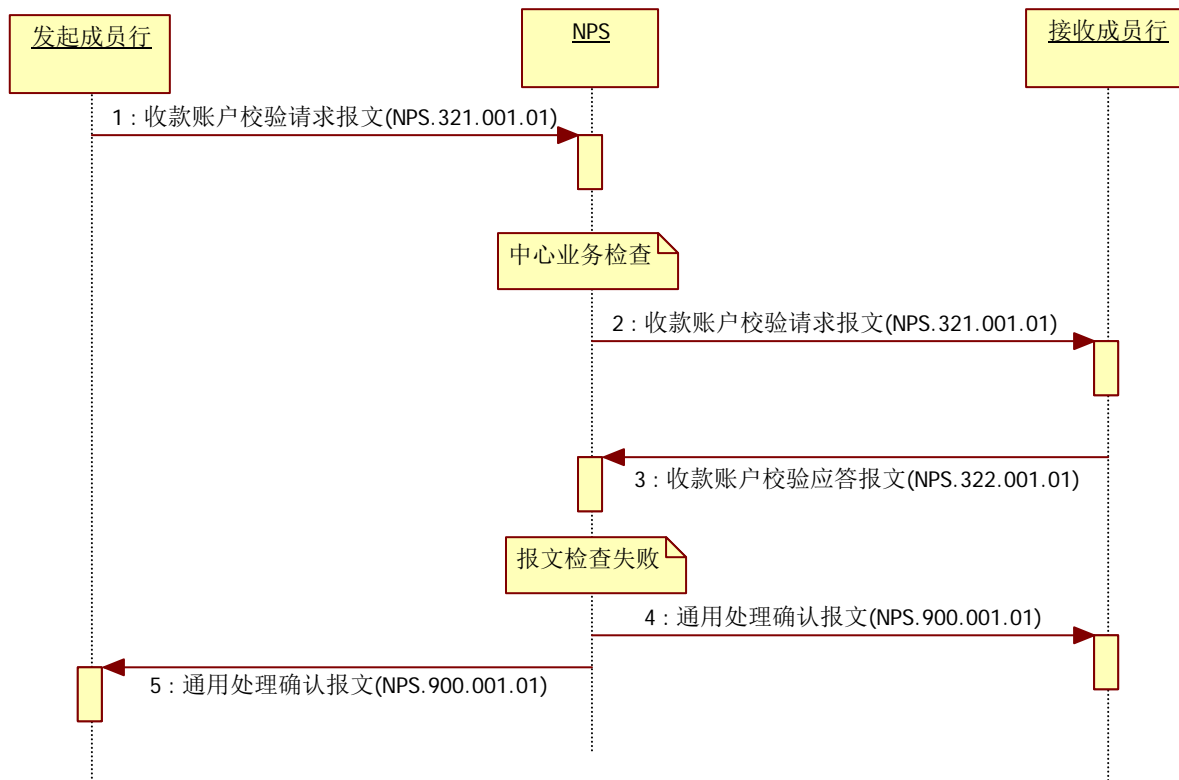 发起成员行
NPS
接收成员行
1 : 收款账户校验请求报文(NPS.321.001.01)
中心业务检查
2 : 收款账户校验请求报文(NPS.321.001.01)
3 : 收款账户校验应答报文(NPS.322.001.01)
报文检查失败
4 : 通用处理确认报文(NPS.900.001.01)
5 : 通用处理确认报文(NPS.900.001.01)